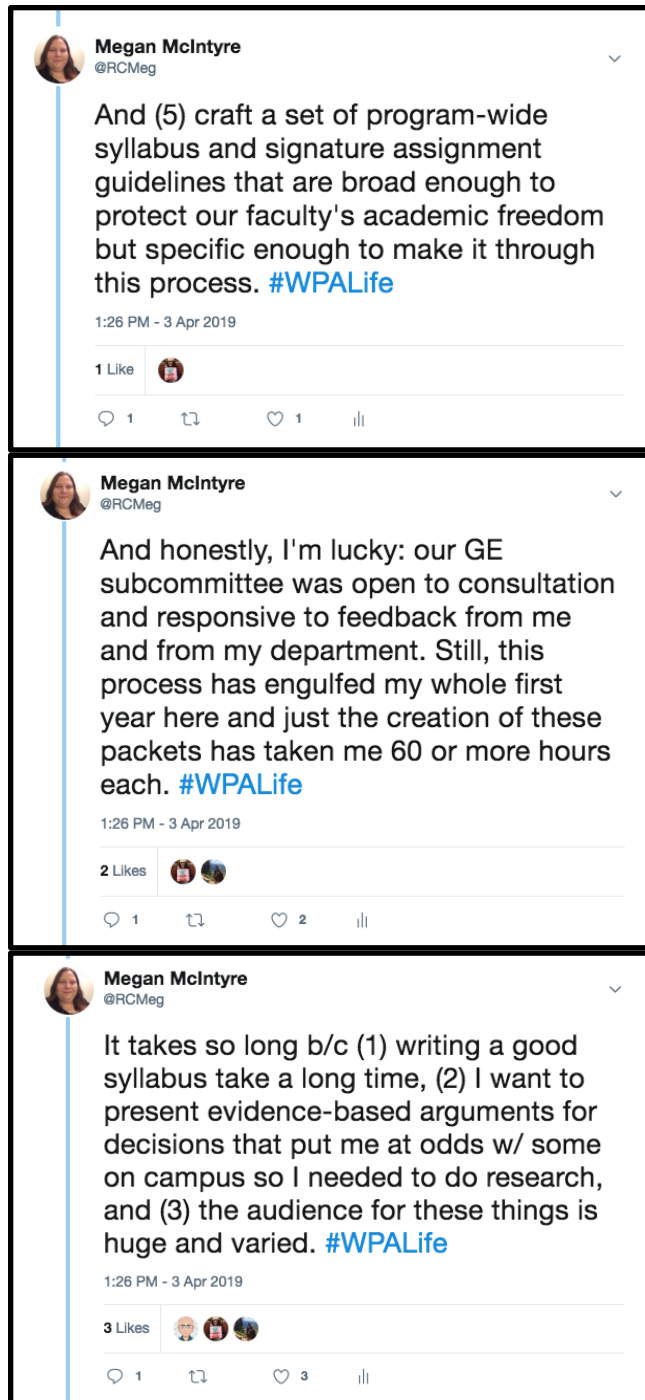 Megan McIntyre
@RCMeg
And (5) craft a set of program-wide
syllabus and signature assignment
guidelines that are broad enough to
protect our faculty's academic freedom
but specific enough to make it through
this process. #WPALife
1:26 PM - 3 Apr 2019
1 Like
1 1
Megan McIntyre
@RCMeg
And honestly, I'm lucky: our GE
subcommittee was open to consultation
and responsive to feedback from me
and from my department. Still, this
process has engulfed my whole first
year here and just the creation of these
packets has taken me 60 or more hours
each. #WPALife
1:26 PM - 3 Apr 2019
2 Likes
1 2
Megan McIntyre
@RCMeg
It takes so long b/c (1) writing a good
syllabus take a long time, (2) I want to
present evidence-based arguments for
decisions that put me at odds w/ some
on campus so I needed to do research,
and (3) the audience for these things is
huge and varied. #WPALife
1:26 PM - 3 Apr 2019
3 Likes
1 3